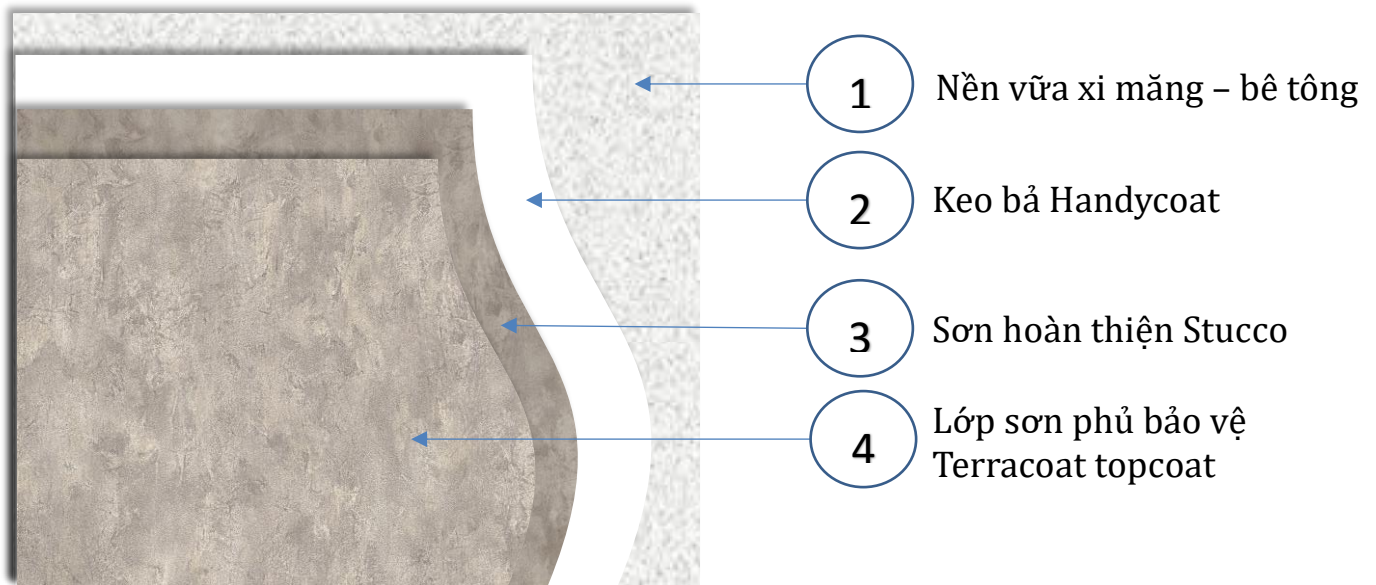 1 Nền vữa xi măng – bê tông
2 Keo bả Handycoat
3 Sơn hoàn thiện Stucco
4 Lớp sơn phủ bảo vệ
Terracoat topcoat